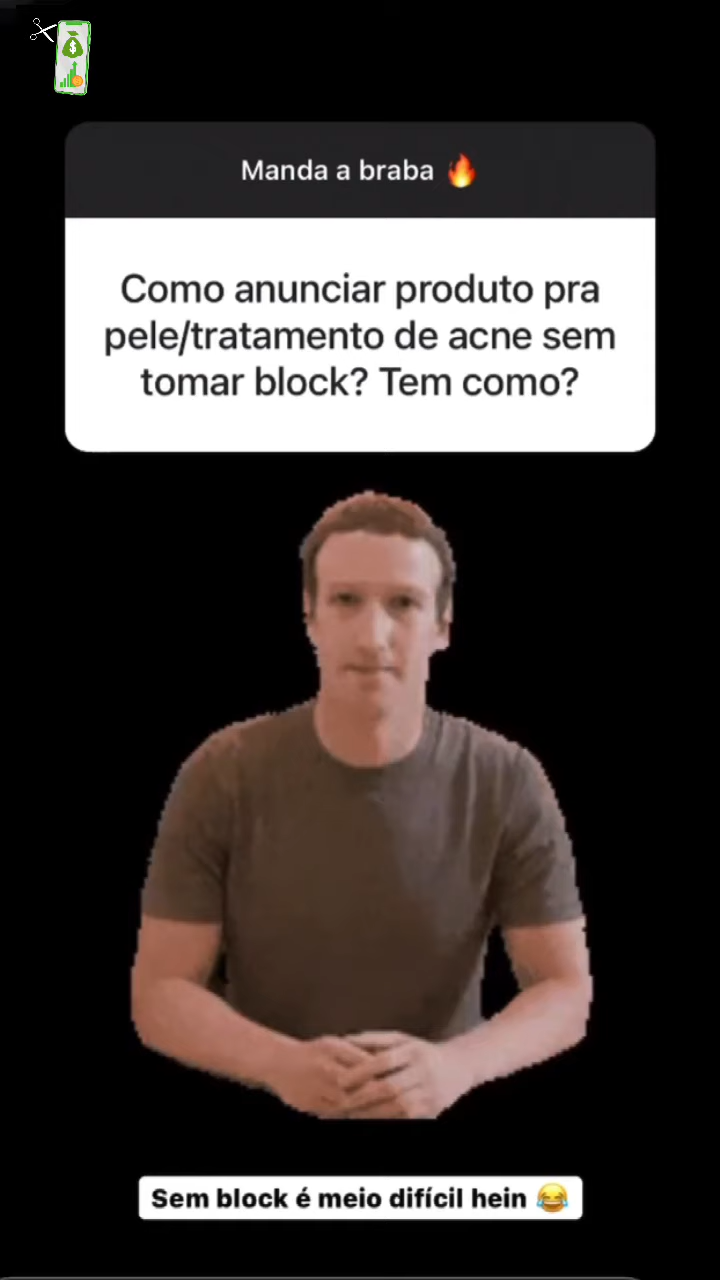 Manda a braba 🔥
Como anunciar produto pra
pele/tratamento de acne sem
tomar block? Tem como?
Sem block é meio difícil hein 😂